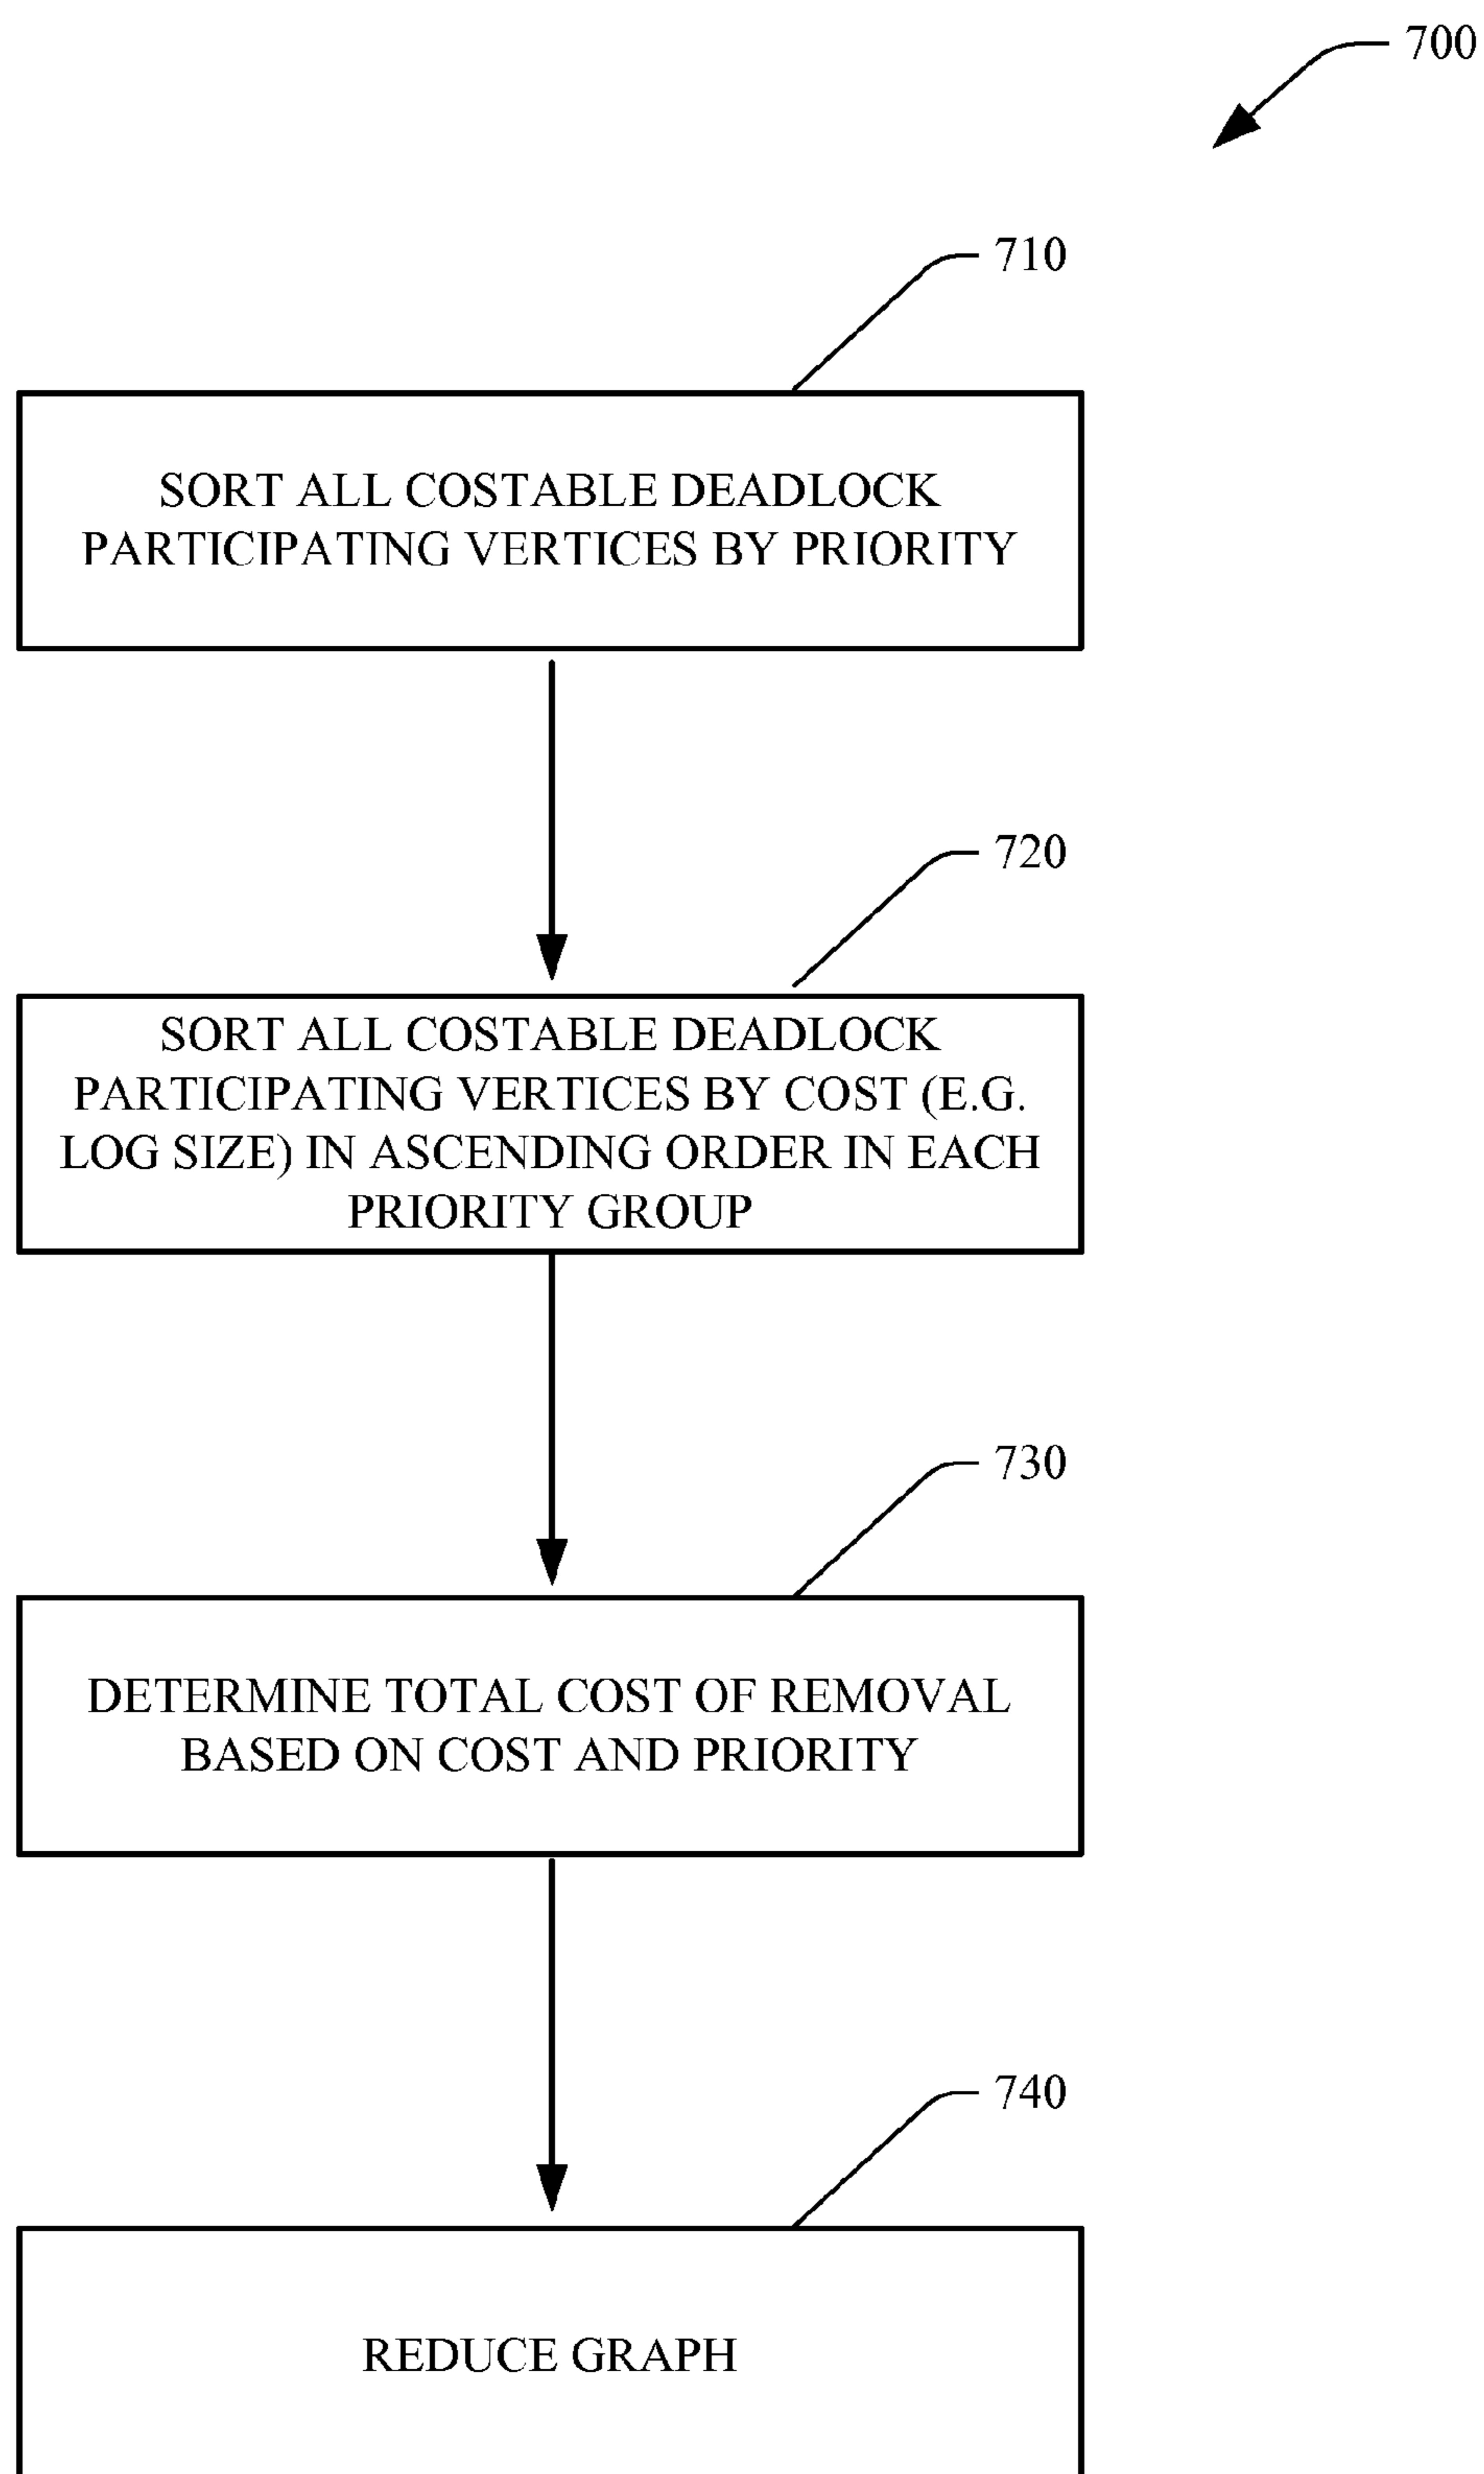 700
710
SORT ALL COSTABLE DEADLOCK
PARTICIPATING VERTICES BY PRIORITY
720
SORT ALL COSTABLE DEADLOCK
PARTICIPATING VERTICES BY COST (E.G.
LOG SIZE) IN ASCENDING ORDER IN EACH
PRIORITY GROUP
730
DETERMINE TOTAL COST OF REMOVAL
BASED ON COST AND PRIORITY
740
REDUCE GRAPH